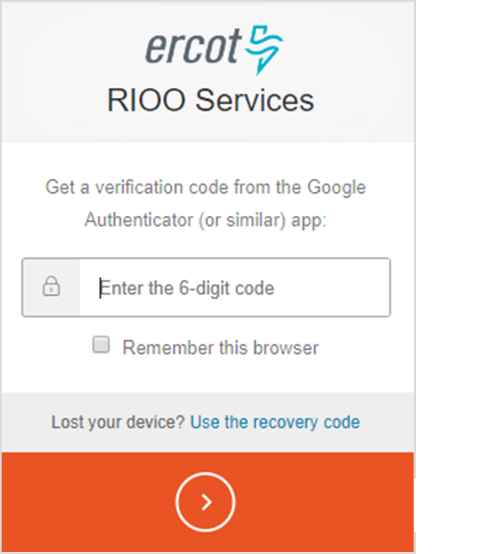 ercot
RIOO Services
Get a verification code from the Google
Authenticator (or similar) app:
Enter the 6-digit code
Remember this browser
Lost your device? Use the recovery code